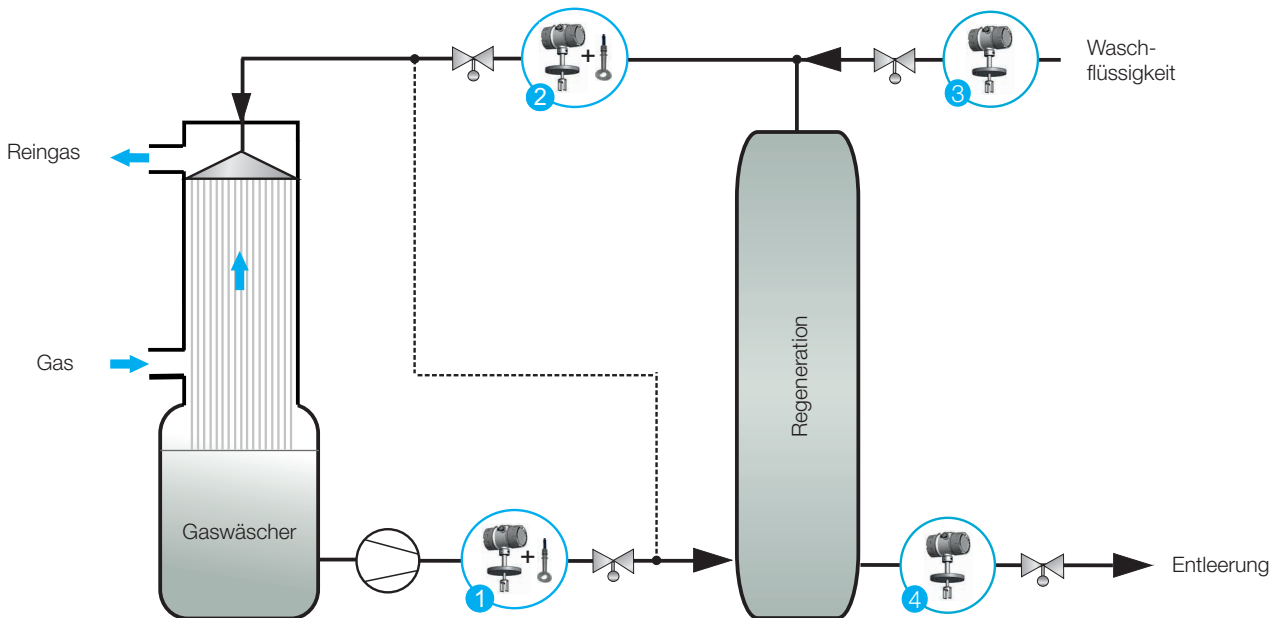 Wasch-
flüssigkeit
+
2
3
Reingas
Gas
Regeneration
Gaswäscher
+
1
4
Entleerung